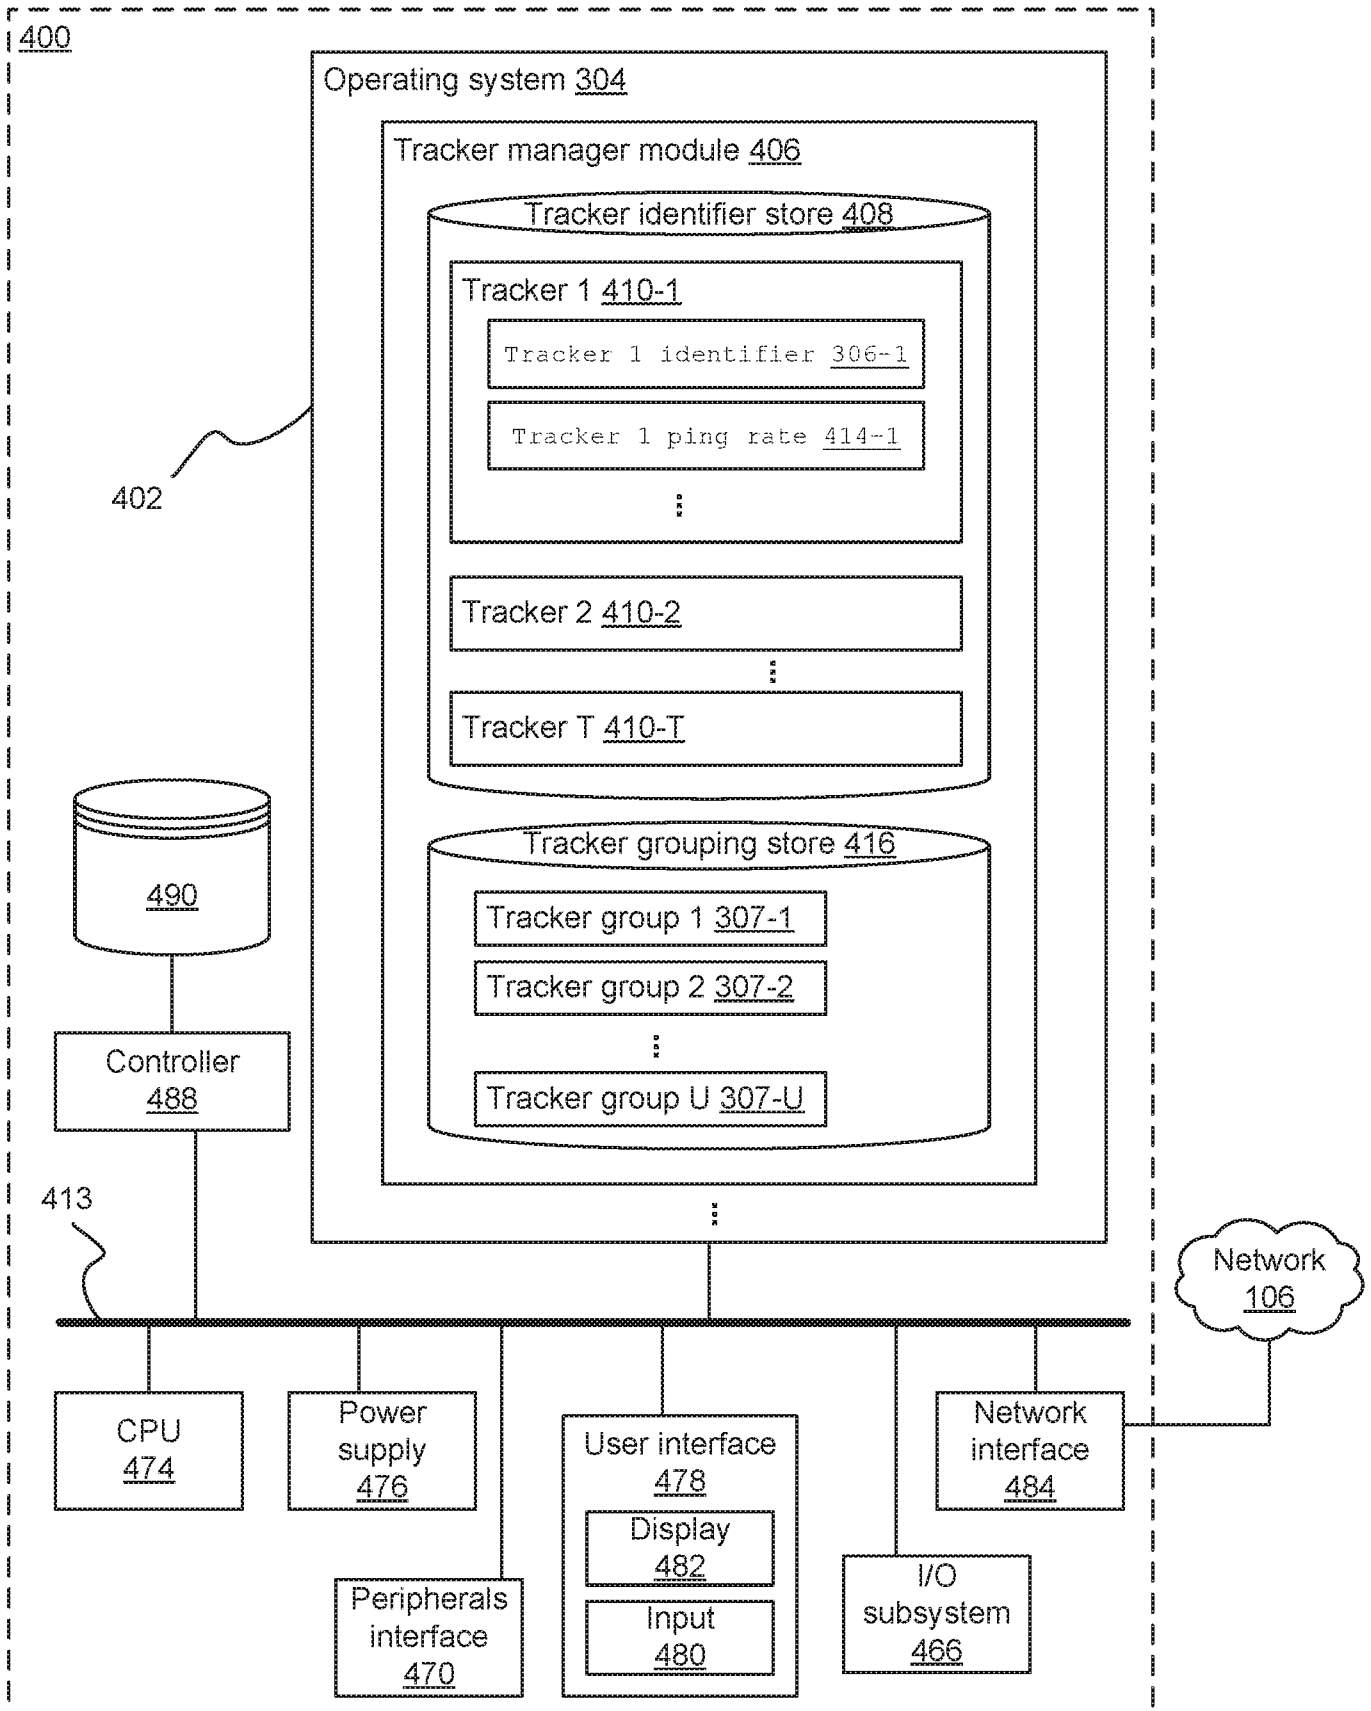 400
Operating system 304
Tracker manager module 406
Tracker identifier store 408
Tracker 1 410-1
Tracker 1 identifier 306-1
Tracker 1 ping rate 414-1
⋮
402
Tracker 2 410-2
⋮
Tracker T 410-T
490
Tracker grouping store 416
Tracker group 1 307-1
Tracker group 2 307-2
⋮
Tracker group U 307-U
Controller
488
413
⋮
Network
106
CPU
474
Power
supply
476
Peripherals
interface
470
User interface
478
Display
482
Input
480
I/O
subsystem
466
Network
interface
484